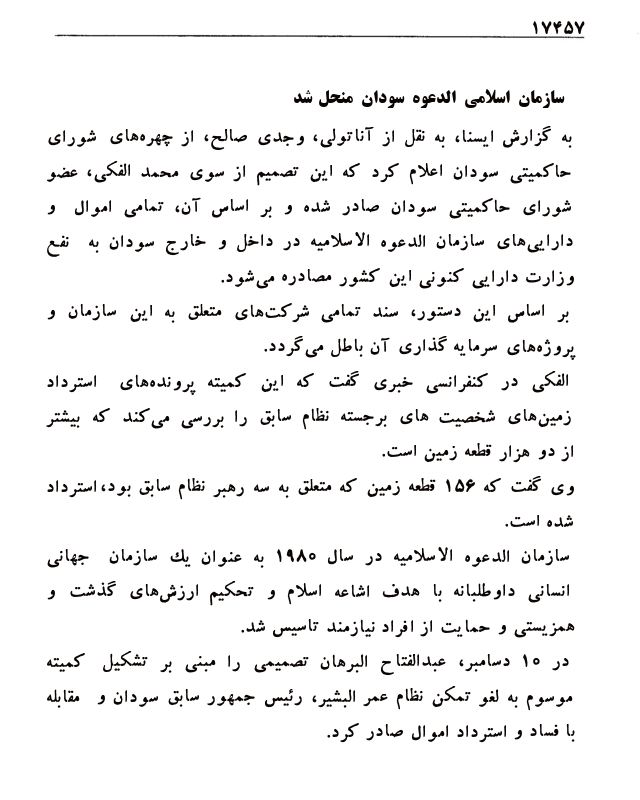 ۱۷۴۵۷
سازمان اسلامی الدعوه سودان منحل شد
به گزارش ایسنا، به نقل از آناتولی، وجدی صالح، از چهره‌های شورای
حاکمیتی سودان اعلام کرد که این تصمیم از سوی محمد الفکی، عضو
شورای حاکمیتی سودان صادر شده و بر اساس آن، تمامی اموال و
دارایی‌های سازمان الدعوه الاسلامیه در داخل و خارج سودان به نفع
وزارت دارایی کنونی این کشور مصادره می‌شود.
بر اساس این دستور، سند تمامی شرکت‌های متعلق به این سازمان و
پروژه‌های سرمایه گذاری آن باطل می‌گردد.
الفکی در کنفرانسی خبری گفت که این کمیته پرونده‌های استرداد
زمین‌های شخصیت های برجسته نظام سابق را بررسی می‌کند که بیشتر
از دو هزار قطعه زمین است.
وی گفت که ۱۵۶ قطعه زمین که متعلق به سه رهبر نظام سابق بود،استرداد
شده است.
سازمان الدعوه الاسلامیه در سال ۱۹۸۰ به عنوان یك سازمان جهانی
انسانی داوطلبانه با هدف اشاعه اسلام و تحکیم ارزش‌های گذشت و
همزیستی و حمایت از افراد نیازمند تاسیس شد.
در ۱۰ دسامبر، عبدالفتاح البرهان تصمیمی را مبنی بر تشکیل کمیته
موسوم به لغو تمکن نظام عمر البشیر، رئیس جمهور سابق سودان و مقابله
با فساد و استرداد اموال صادر کرد.